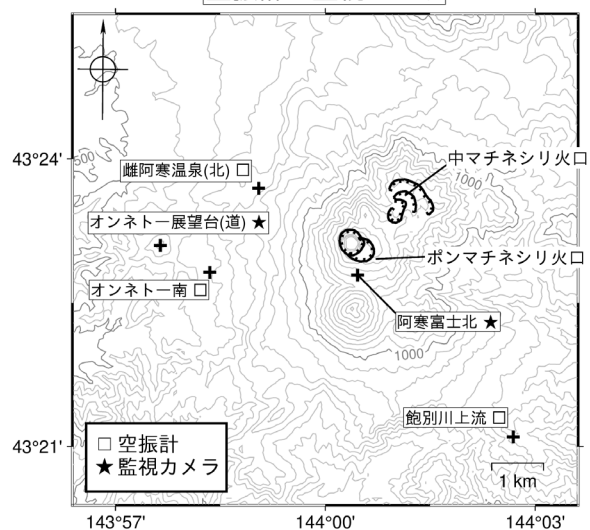 43°24'
500
雌阿寒温泉(北) □
中マチネシリ火口
1000
オンネトー展望台(道) ★
オンネトー南 □
ポンマチネシリ火口
阿寒富士北 ★
1000
飽別川上流 □
□ 空振計
★ 監視カメラ
43°21'
1 km
143°57'
144°00'
144°03'